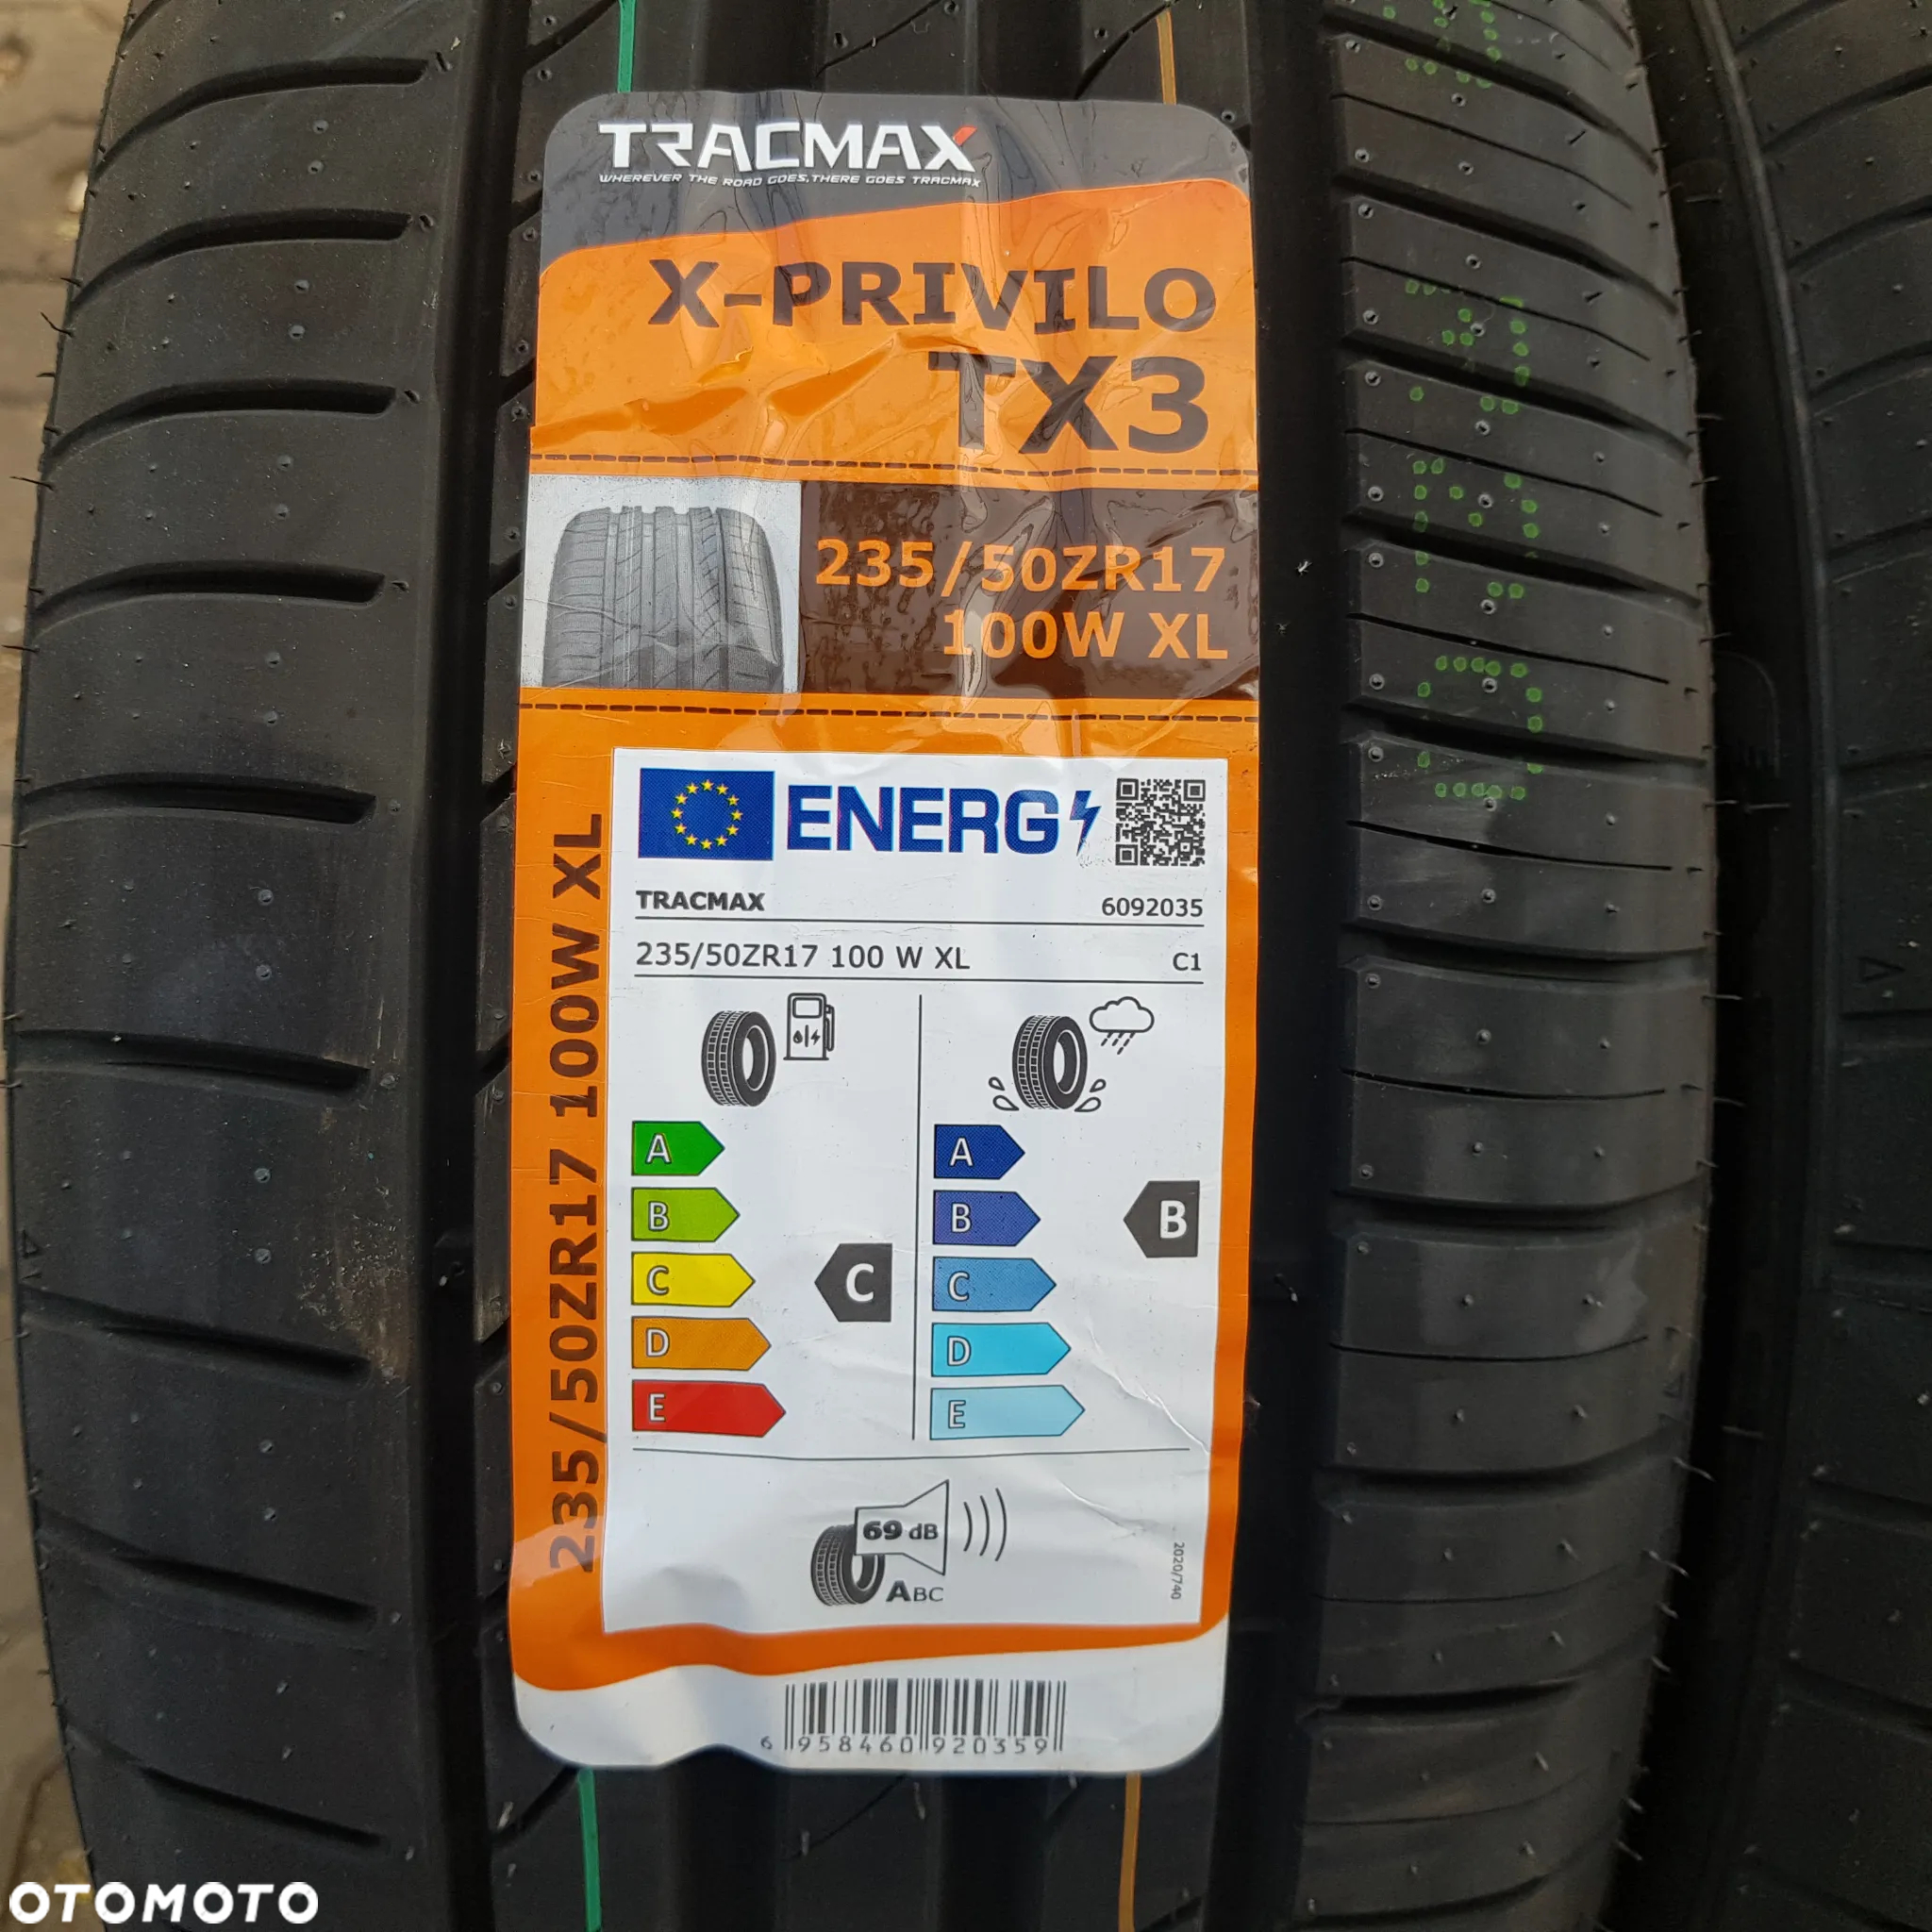 TRACMAX
WHEREVER THE ROAD GOES,THERE GOES TRACMAX
X-PRIVILO
TX3
235/50ZR17
100W XL
235/50ZR17 100W XL
ENERG
TRACMAX 6092035
235/50ZR17 100 W XL C1
A A
B B B
C C C
D D
E E
69 dB
ABC
2020/740
6 958460 920359
OTOMOTO